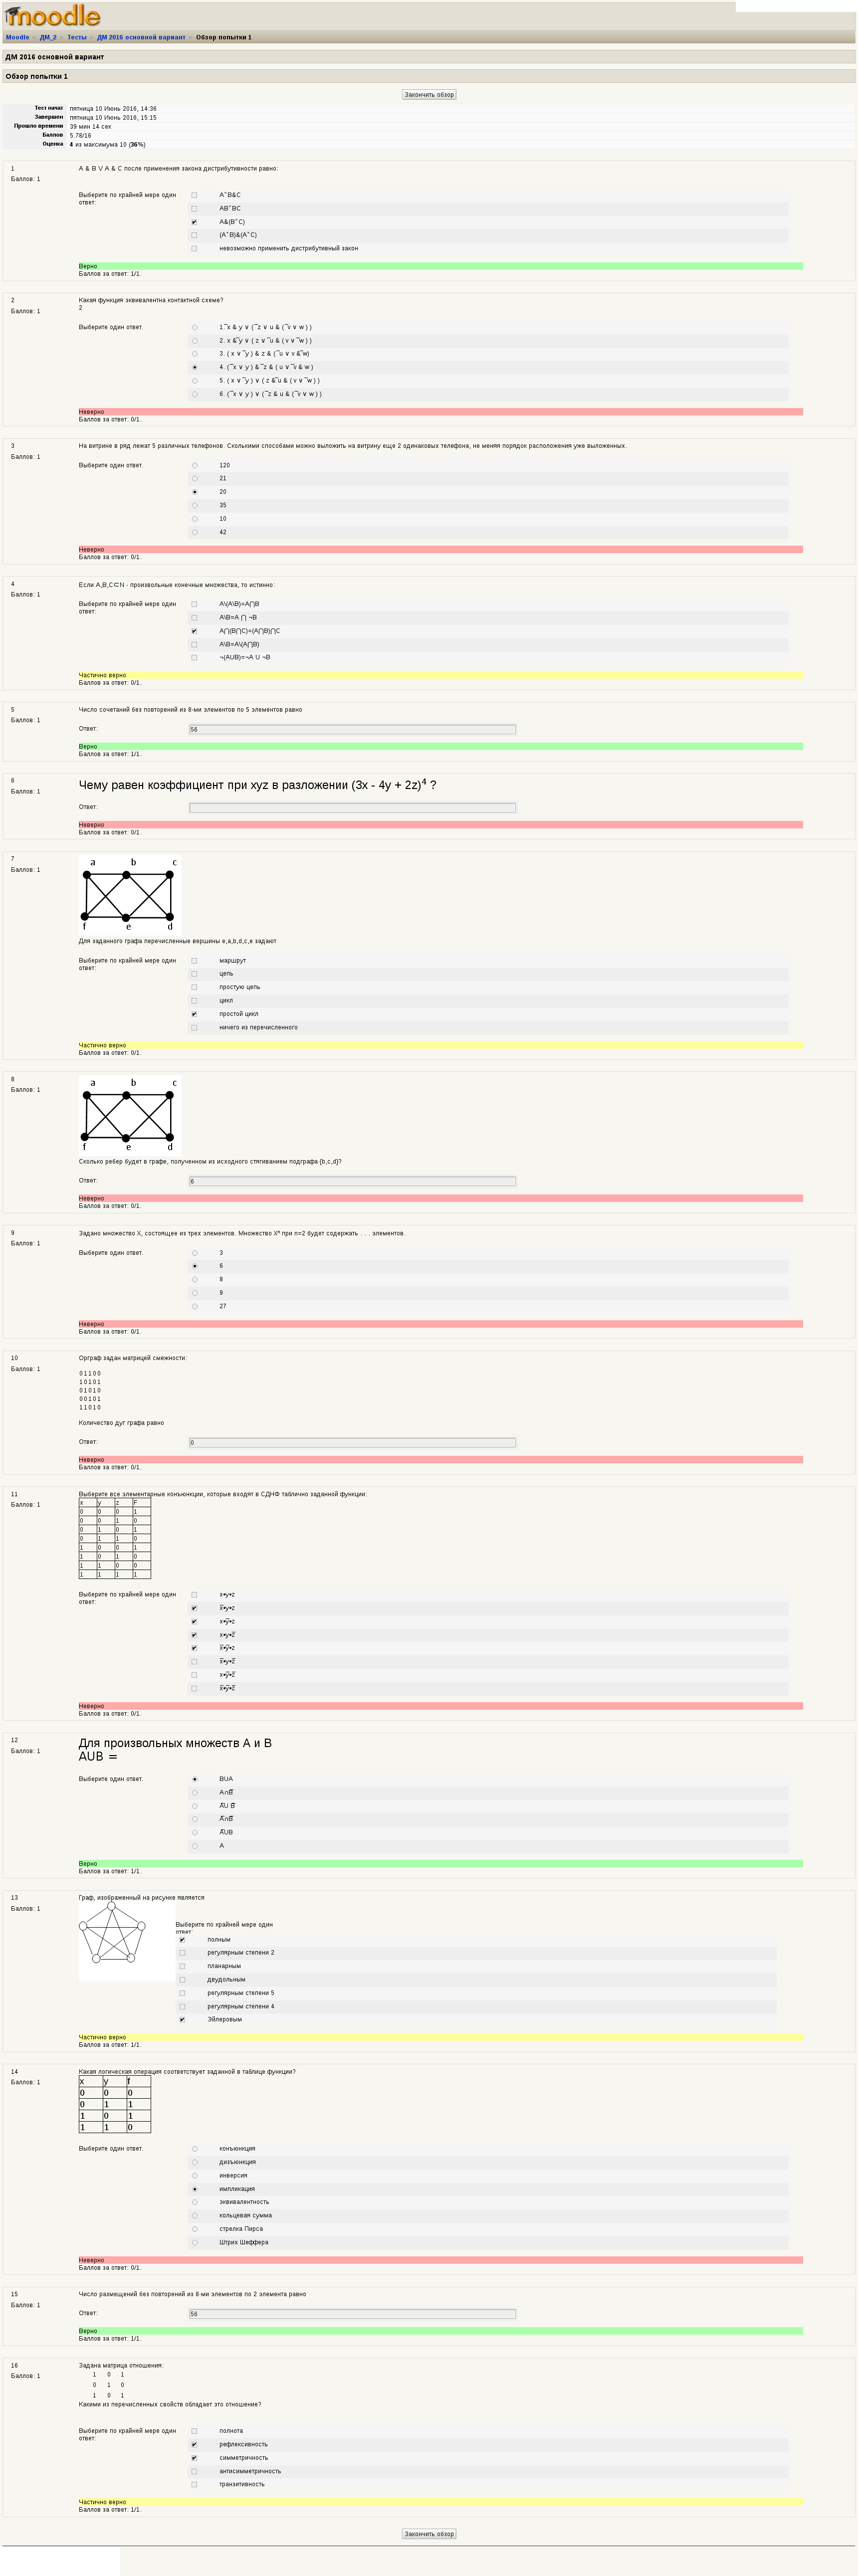 moodle
Moodle ► ДМ_2 ► Тесты ► ДМ 2016 основной вариант ► Обзор попытки 1
ДМ 2016 основной вариант
Обзор попытки 1
Закончить обзор
Тест начат пятница 10 Июнь 2016, 14:36
Завершен пятница 10 Июнь 2016, 15:15
Прошло времени 39 мин 14 сек
Баллов 5.78/16
Оценка 4 из максимума 10 (36%)
1 A & B V A & C после применения закона дистрибутивности равно:
Баллов: 1
Выберите по крайней мере один ответ:
A˅B&C
AB˅BC
A&(B˅C)
(A˅B)&(A˅C)
невозможно применить дистрибутивный закон
Верно
Баллов за ответ: 1/1.
2 Какая функция эквивалентна контактной схеме?
Баллов: 1
2
Выберите один ответ.
1. ‾x & y ∨ ( ‾z ∨ u & ( ‾v ∨ w ) )
2. x & ‾y ∨ ( z ∨ ‾u & ( v ∨ ‾w ) )
3. ( x ∨ ‾y ) & z & ( ‾u ∨ v & ‾w)
4. ( ‾x ∨ y ) & ‾z & ( u ∨ ‾v & w )
5. ( x ∨ ‾y ) ∨ ( z & ‾u & ( v ∨ ‾w ) )
6. ( ‾x ∨ y ) ∨ ( ‾z & u & ( ‾v ∨ w ) )
Неверно
Баллов за ответ: 0/1.
3 На витрине в ряд лежат 5 различных телефонов. Сколькими способами можно выложить на витрину еще 2 одинаковых телефона, не меняя порядок расположения уже выложенных.
Баллов: 1
Выберите один ответ.
120
21
20
35
10
42
Неверно
Баллов за ответ: 0/1.
4 Если A,B,C⊂N - произвольные конечные множества, то истинно:
Баллов: 1
Выберите по крайней мере один ответ:
A\(A\B)=A⋂B
A\B=A ⋂ ¬B
A⋂(B⋂C)=(A⋂B)⋂C
A\B=A\(A⋂B)
¬(AUB)=¬A U ¬B
Частично верно
Баллов за ответ: 0/1.
5 Число сочетаний без повторений из 8-ми элементов по 5 элементов равно
Баллов: 1
Ответ: 56
Верно
Баллов за ответ: 1/1.
6 Чему равен коэффициент при xyz в разложении (3x - 4y + 2z)⁴ ?
Баллов: 1
Ответ:
Неверно
Баллов за ответ: 0/1.
7
Баллов: 1
a b c
f e d
Для заданного графа перечисленные вершины e,a,b,d,c,e задают
Выберите по крайней мере один ответ:
маршрут
цепь
простую цепь
цикл
простой цикл
ничего из перечисленного
Частично верно
Баллов за ответ: 0/1.
8
Баллов: 1
a b c
f e d
Сколько ребер будет в графе, полученном из исходного стягиванием подграфа {b,c,d}?
Ответ: 6
Неверно
Баллов за ответ: 0/1.
9 Задано множество X, состоящее из трех элементов. Множество Xⁿ при n=2 будет содержать . . . элементов.
Баллов: 1
Выберите один ответ.
3
6
8
9
27
Неверно
Баллов за ответ: 0/1.
10 Орграф задан матрицей смежности:
Баллов: 1
0 1 1 0 0
1 0 1 0 1
0 1 0 1 0
0 0 1 0 1
1 1 0 1 0
Количество дуг графа равно
Ответ: 0
Неверно
Баллов за ответ: 0/1.
11 Выберите все элементарные конъюнкции, которые входят в СДНФ таблично заданной функции:
Баллов: 1
x y z F
0 0 0 1
0 0 1 0
0 1 0 1
0 1 1 0
1 0 0 1
1 0 1 0
1 1 0 0
1 1 1 1
Выберите по крайней мере один ответ:
x•y•z
x̅•y•z
x•y̅•z
x•y•z̅
x̅•y̅•z
x̅•y•z̅
x•y̅•z̅
x̅•y̅•z̅
Неверно
Баллов за ответ: 0/1.
12 Для произвольных множеств A и B
Баллов: 1
AUB =
Выберите один ответ.
BUA
A∩B̅
A̅U B̅
A̅∩B̅
A̅UB
A
Верно
Баллов за ответ: 1/1.
13 Граф, изображенный на рисунке является
Баллов: 1
Выберите по крайней мере один ответ:
полным
регулярным степени 2
планарным
двудольным
регулярным степени 5
регулярным степени 4
Эйлеровым
Частично верно
Баллов за ответ: 1/1.
14 Какая логическая операция соответствует заданной в таблице функции?
Баллов: 1
x y f
0 0 0
0 1 1
1 0 1
1 1 0
Выберите один ответ.
конъюнкция
дизъюнкция
инверсия
импликация
эквивалентность
кольцевая сумма
стрелка Пирса
Штрих Шеффера
Неверно
Баллов за ответ: 0/1.
15 Число размещений без повторений из 8-ми элементов по 2 элемента равно
Баллов: 1
Ответ: 56
Верно
Баллов за ответ: 1/1.
16 Задана матрица отношения:
Баллов: 1
1 0 1
0 1 0
1 0 1
Какими из перечисленных свойств обладает это отношение?
Выберите по крайней мере один ответ:
полнота
рефлексивность
симметричность
антисимметричность
транзитивность
Частично верно
Баллов за ответ: 1/1.
Закончить обзор